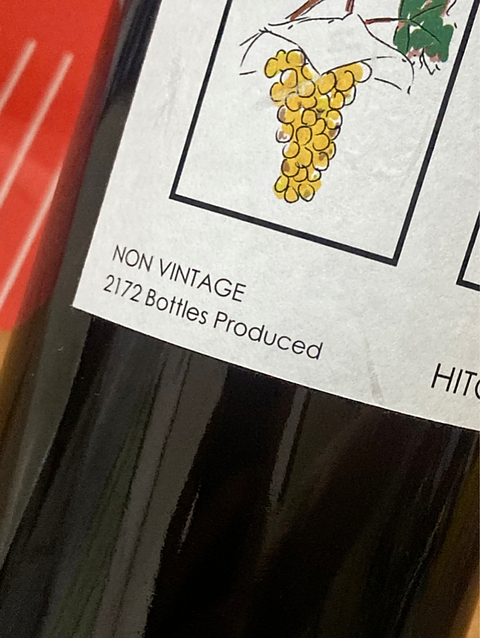 NON VINTAGE
2172 Bottles Produced